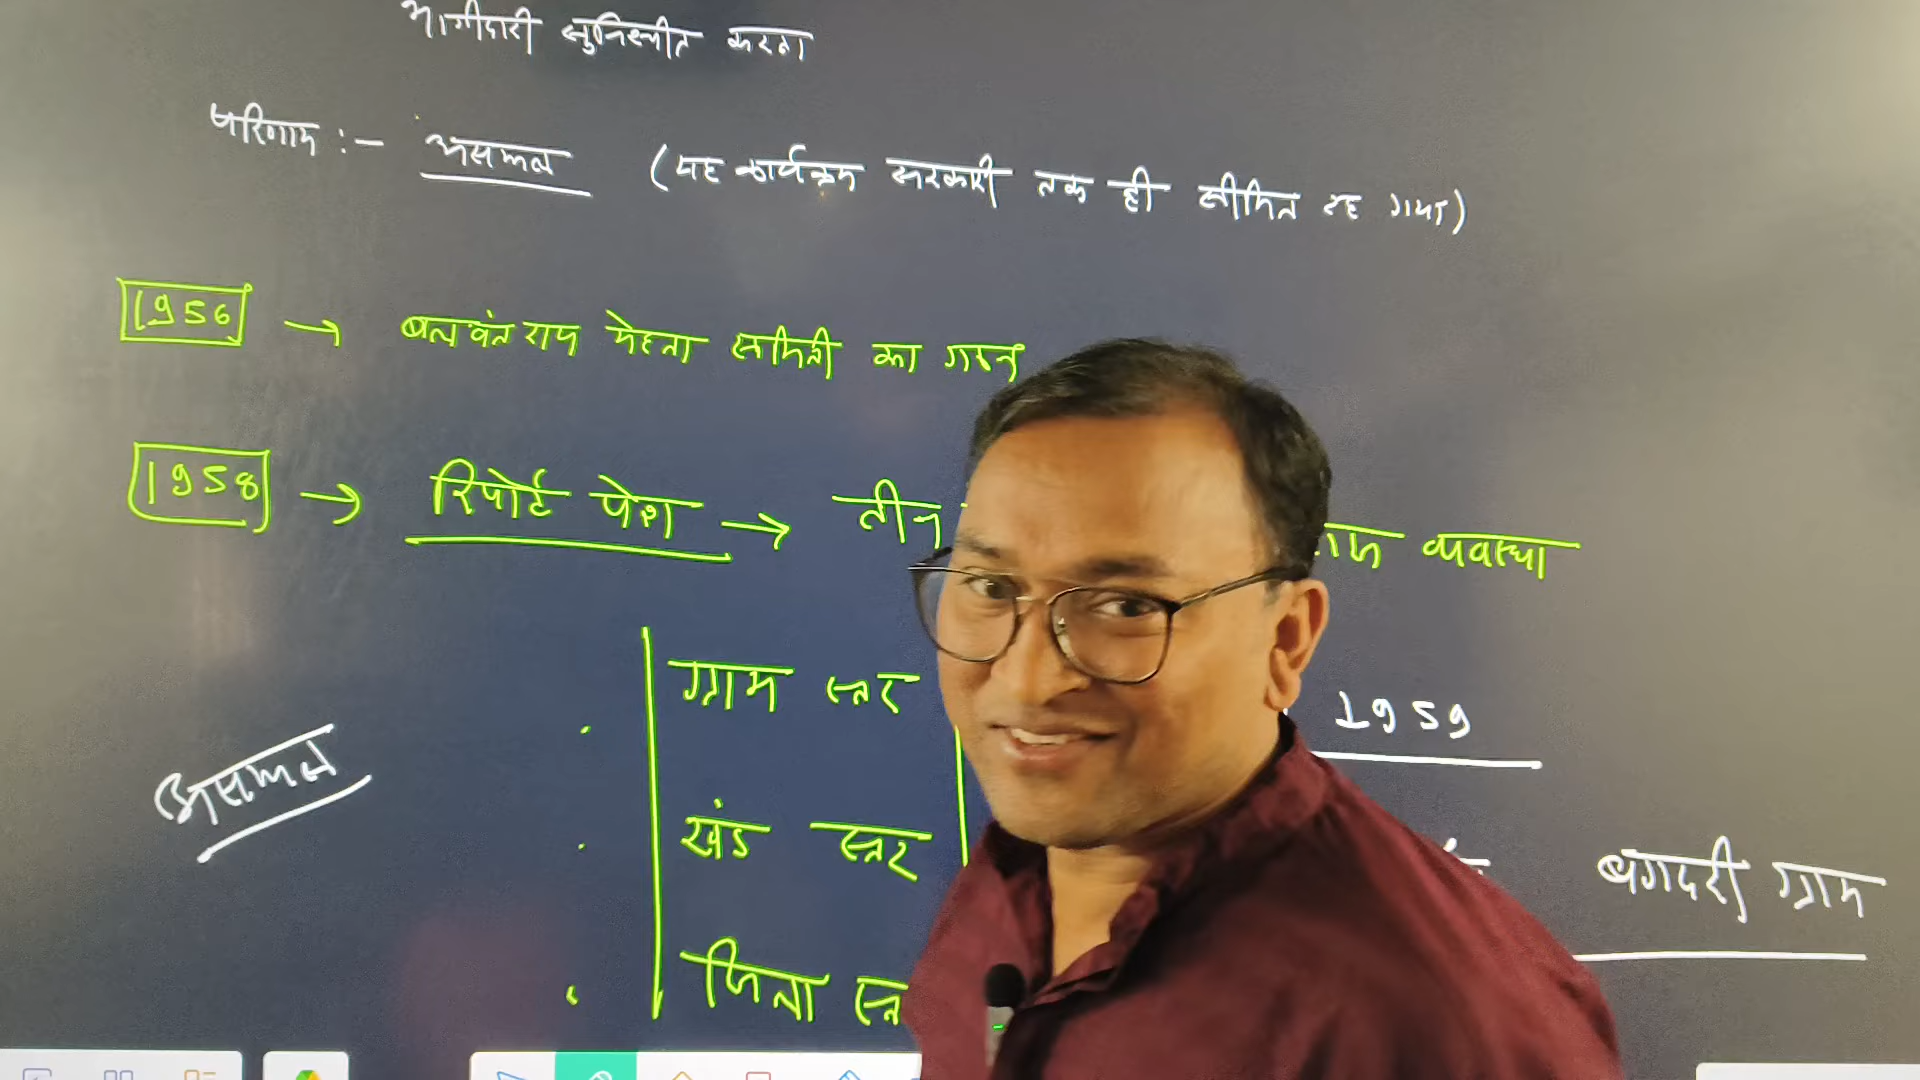 भागीदारी सुनिश्चीत करना
परिणाम :- असफल (यह कार्यक्रम सरकारी तक ही सीमित रह गया)
1956 → बलवंत राय मेहता समिती का गठन
1958 → रिपोर्ट पेश → तीन व्यवस्था
ग्राम स्तर
1959
असफल
खंड स्तर
बगदरी ग्राम
जिला